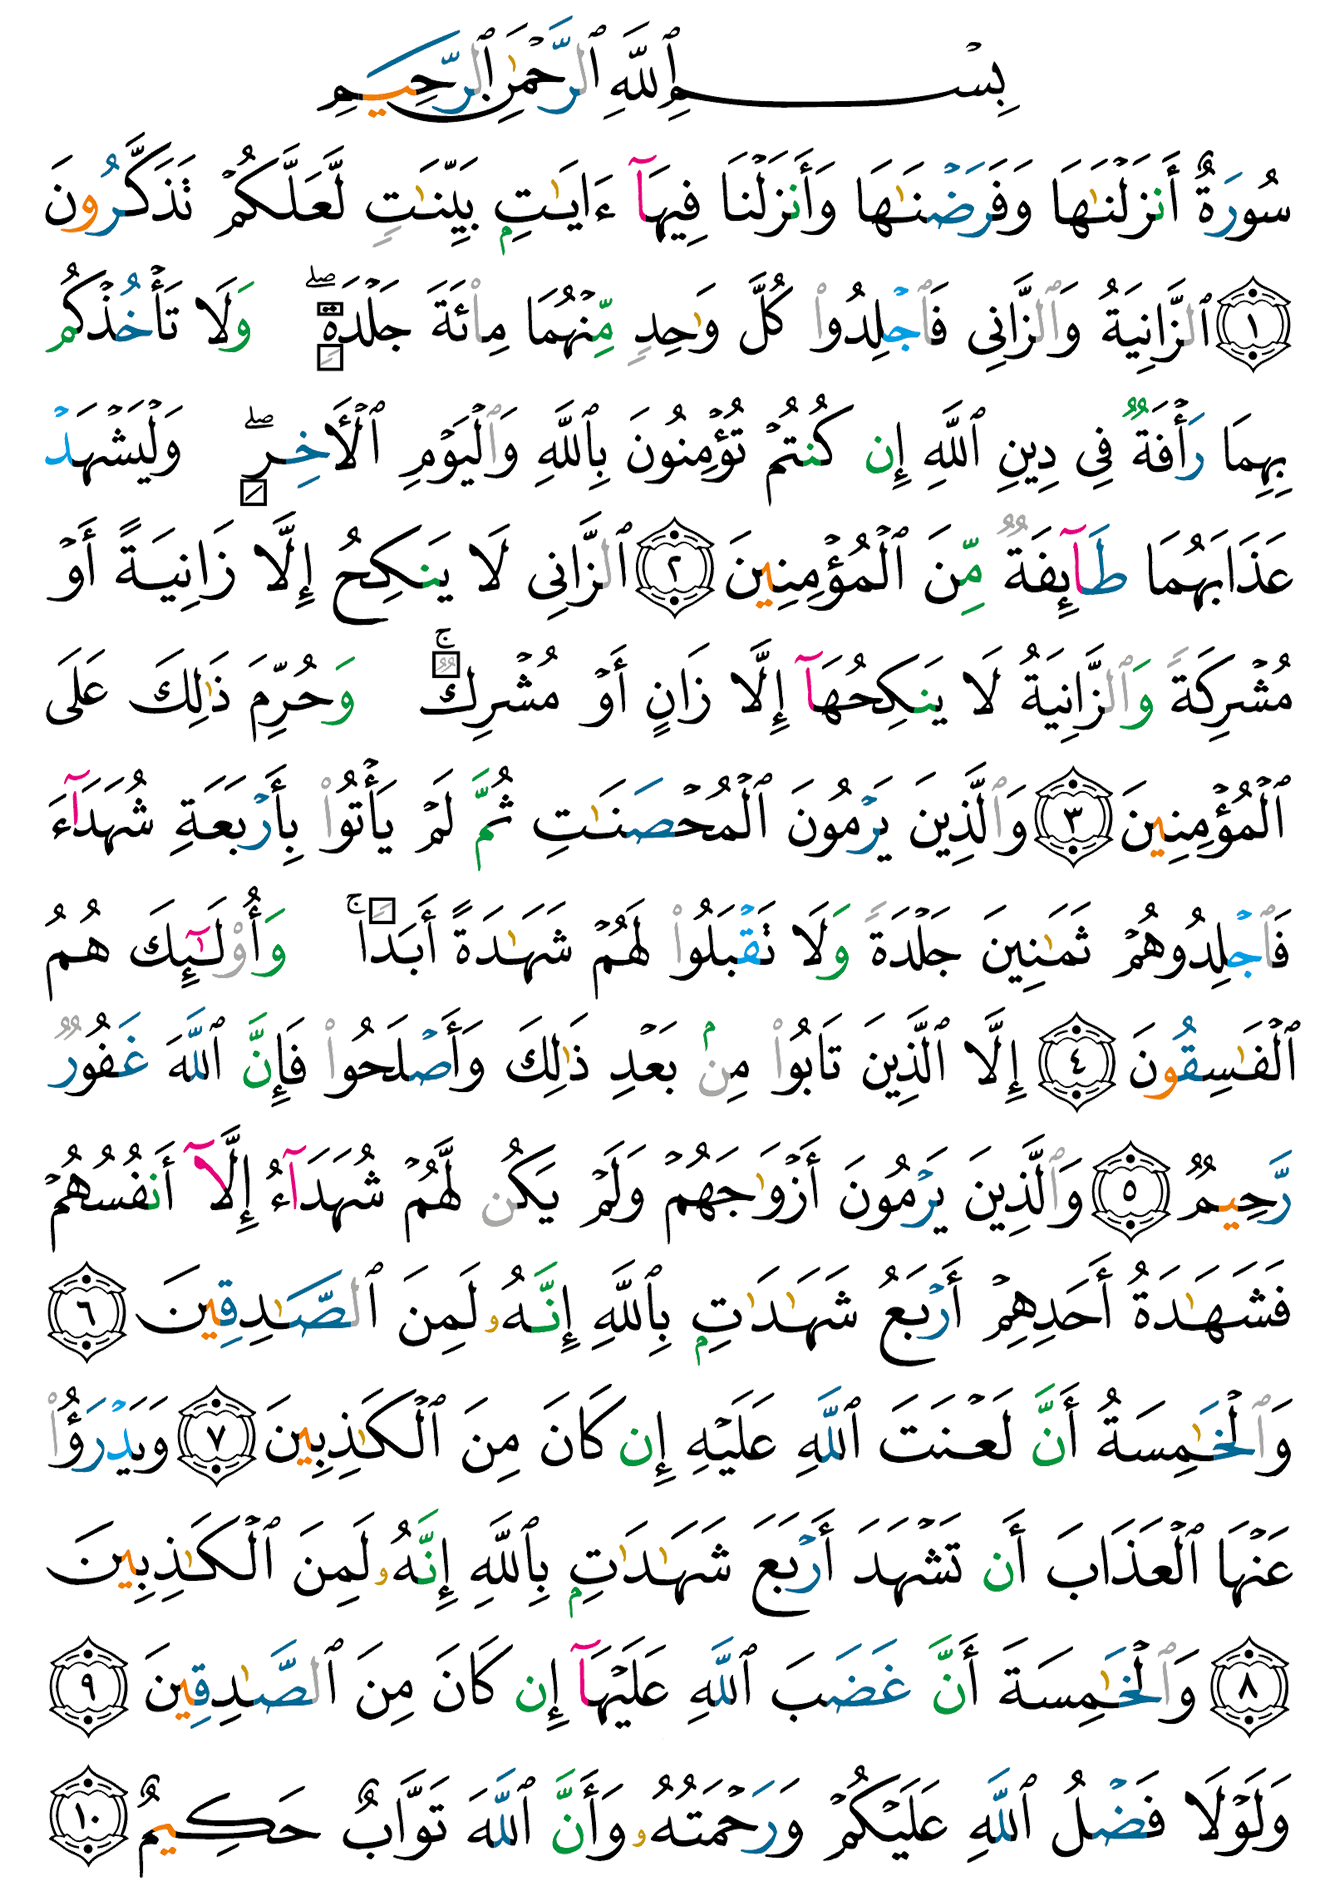 بِسْمِ ٱللَّهِ ٱلرَّحْمَٰنِ ٱلرَّحِيمِ
سُورَةٌ أَنزَلْنَٰهَا وَفَرَضْنَٰهَا وَأَنزَلْنَا فِيهَآ ءَايَٰتٍۭ بَيِّنَٰتٍ لَّعَلَّكُمْ تَذَكَّرُونَ
١ ٱلزَّانِيَةُ وَٱلزَّانِى فَٱجْلِدُوا۟ كُلَّ وَٰحِدٍ مِّنْهُمَا مِا۟ئَةَ جَلْدَةٍ ۖ وَلَا تَأْخُذْكُم
بِهِمَا رَأْفَةٌ فِى دِينِ ٱللَّهِ إِن كُنتُمْ تُؤْمِنُونَ بِٱللَّهِ وَٱلْيَوْمِ ٱلْءَاخِرِ ۖ وَلْيَشْهَدْ
عَذَابَهُمَا طَآئِفَةٌ مِّنَ ٱلْمُؤْمِنِينَ ٢ ٱلزَّانِى لَا يَنكِحُ إِلَّا زَانِيَةً أَوْ
مُشْرِكَةً وَٱلزَّانِيَةُ لَا يَنكِحُهَآ إِلَّا زَانٍ أَوْ مُشْرِكٌ ۚ وَحُرِّمَ ذَٰلِكَ عَلَى
ٱلْمُؤْمِنِينَ ٣ وَٱلَّذِينَ يَرْمُونَ ٱلْمُحْصَنَٰتِ ثُمَّ لَمْ يَأْتُوا۟ بِأَرْبَعَةِ شُهَدَآءَ
فَٱجْلِدُوهُمْ ثَمَٰنِينَ جَلْدَةً وَلَا تَقْبَلُوا۟ لَهُمْ شَهَٰدَةً أَبَدًا ۚ وَأُو۟لَٰٓئِكَ هُمُ
ٱلْفَٰسِقُونَ ٤ إِلَّا ٱلَّذِينَ تَابُوا۟ مِنۢ بَعْدِ ذَٰلِكَ وَأَصْلَحُوا۟ فَإِنَّ ٱللَّهَ غَفُورٌ
رَّحِيمٌ ٥ وَٱلَّذِينَ يَرْمُونَ أَزْوَٰجَهُمْ وَلَمْ يَكُن لَّهُمْ شُهَدَآءُ إِلَّآ أَنفُسُهُمْ
فَشَهَٰدَةُ أَحَدِهِمْ أَرْبَعُ شَهَٰدَٰتٍۭ بِٱللَّهِ إِنَّهُۥ لَمِنَ ٱلصَّٰدِقِينَ ٦
وَٱلْخَٰمِسَةُ أَنَّ لَعْنَتَ ٱللَّهِ عَلَيْهِ إِن كَانَ مِنَ ٱلْكَٰذِبِينَ ٧ وَيَدْرَؤُا۟
عَنْهَا ٱلْعَذَابَ أَن تَشْهَدَ أَرْبَعَ شَهَٰدَٰتٍۭ بِٱللَّهِ إِنَّهُۥ لَمِنَ ٱلْكَٰذِبِينَ
٨ وَٱلْخَٰمِسَةَ أَنَّ غَضَبَ ٱللَّهِ عَلَيْهَآ إِن كَانَ مِنَ ٱلصَّٰدِقِينَ ٩
وَلَوْلَا فَضْلُ ٱللَّهِ عَلَيْكُمْ وَرَحْمَتُهُۥ وَأَنَّ ٱللَّهَ تَوَّابٌ حَكِيمٌ ١٠